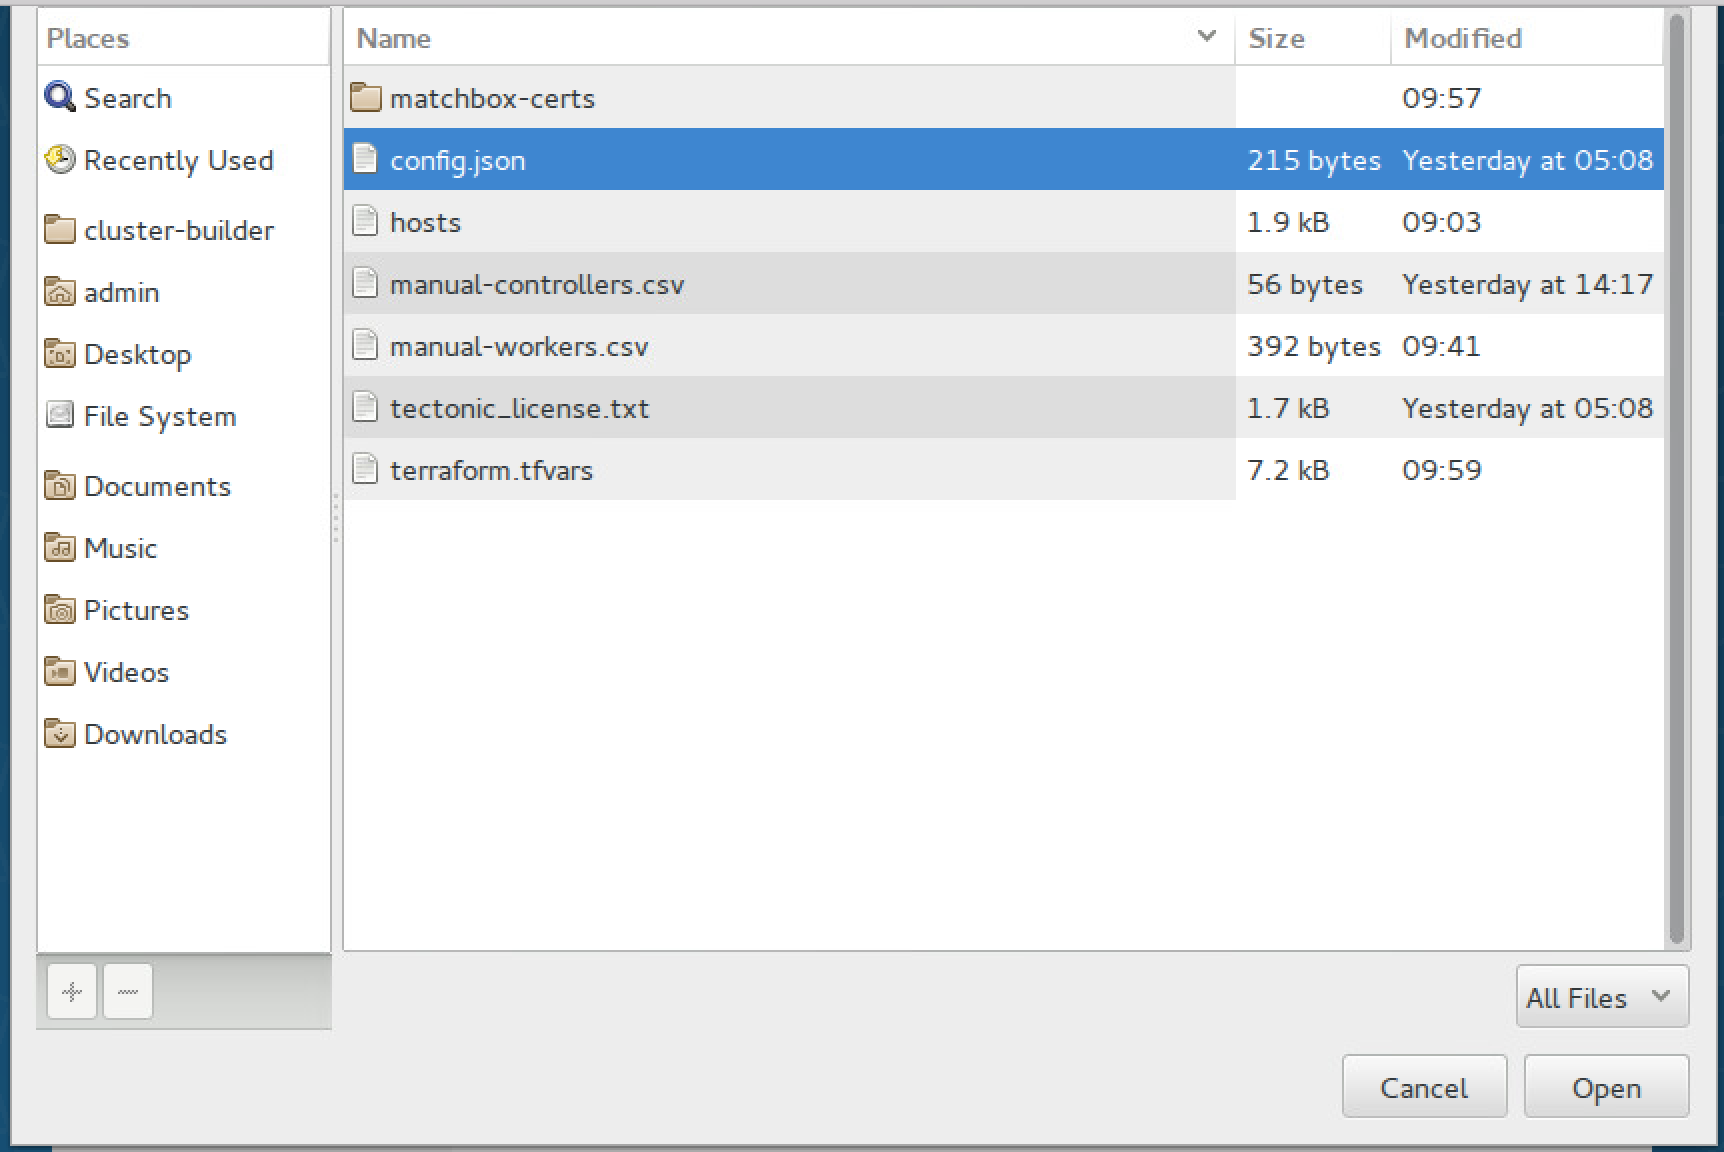 Places
Search
Recently Used
cluster-builder
admin
Desktop
File System
Documents
Music
Pictures
Videos
Downloads
Name Size Modified
matchbox-certs 09:57
config.json 215 bytes Yesterday at 05:08
hosts 1.9 kB 09:03
manual-controllers.csv 56 bytes Yesterday at 14:17
manual-workers.csv 392 bytes 09:41
tectonic_license.txt 1.7 kB Yesterday at 05:08
terraform.tfvars 7.2 kB 09:59
All Files
Cancel Open